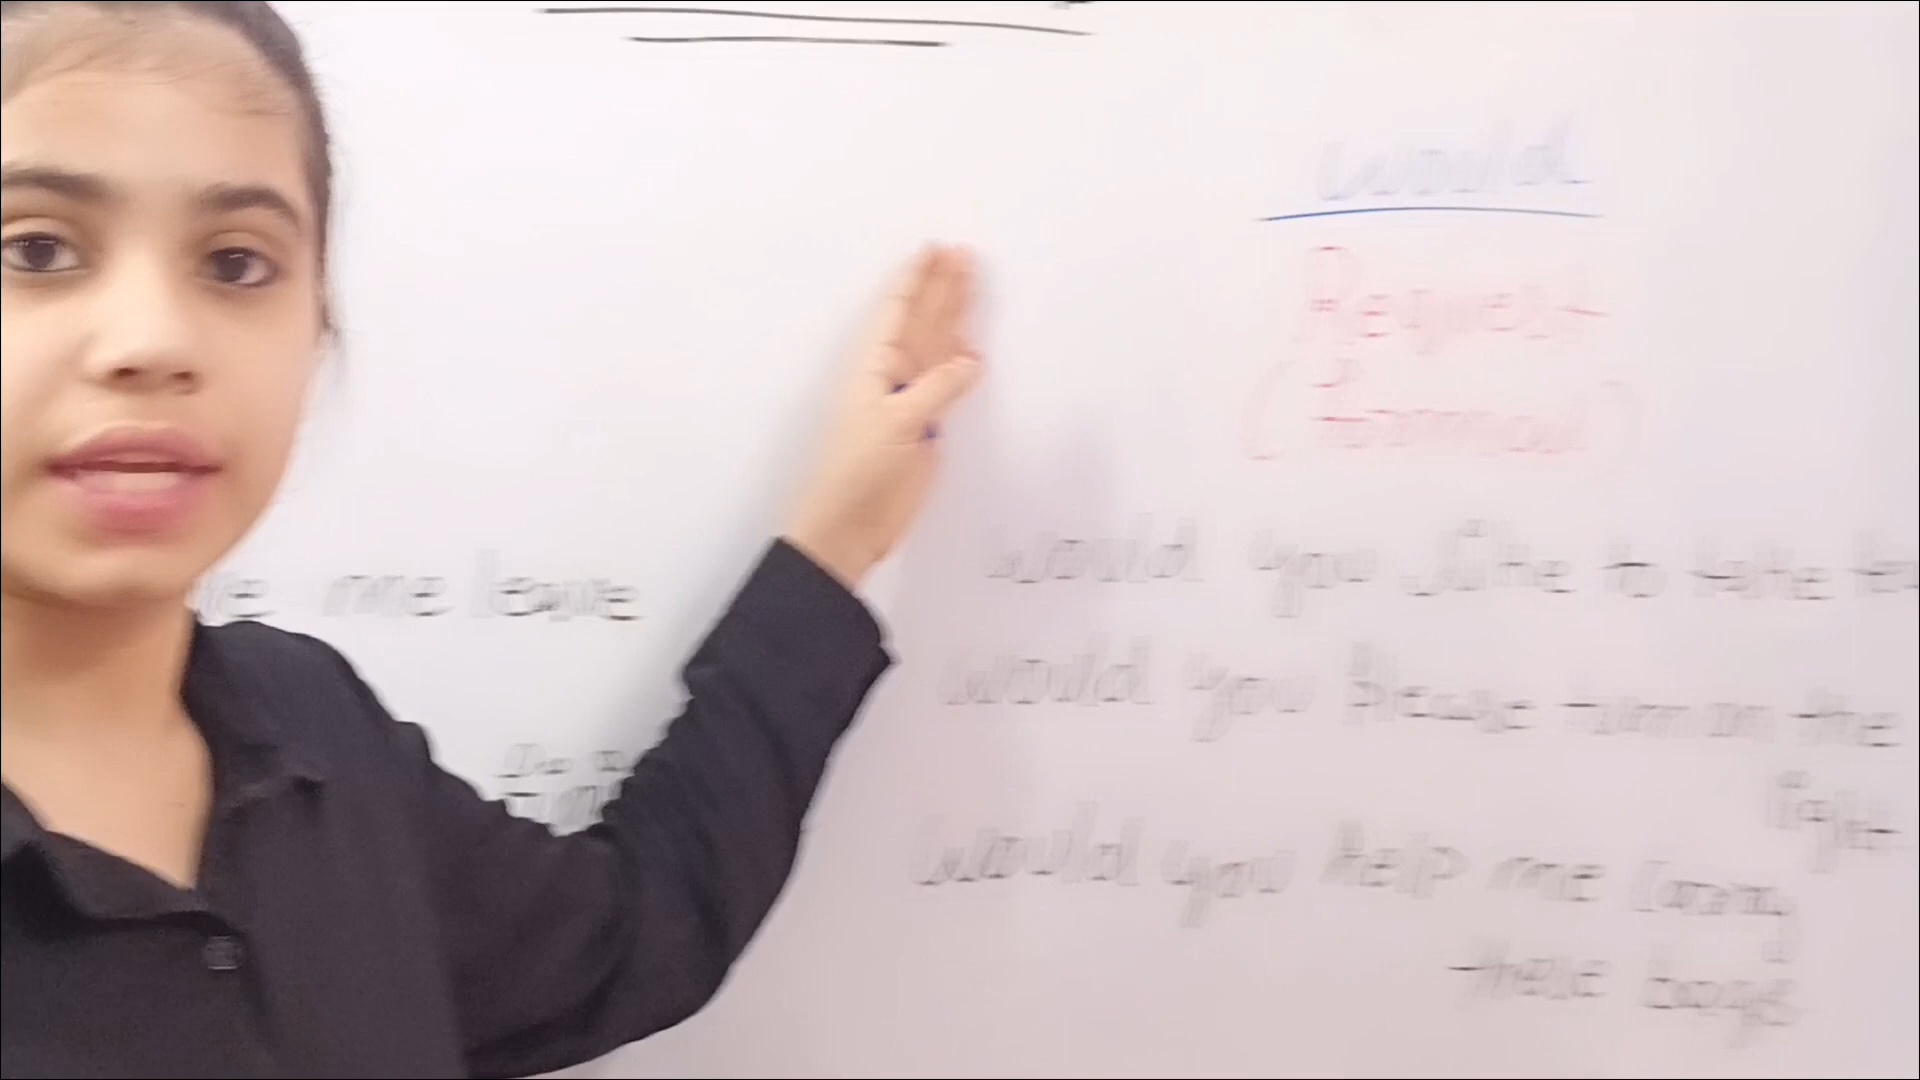 would
Request
(formal)
me leave
Would you like to take tea
Would you please turn on the
light
Would you help me carry
these bags